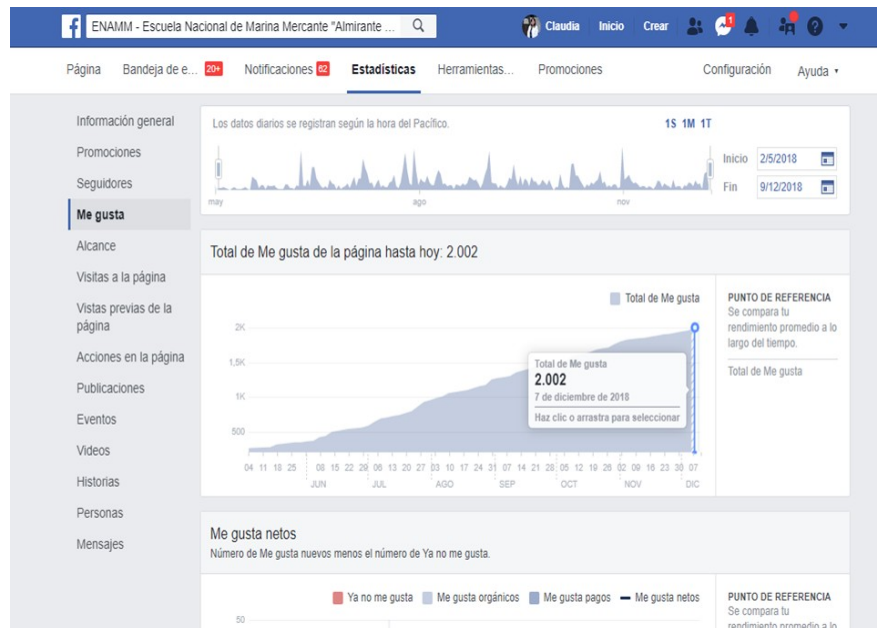 ENAMM - Escuela Nacional de Marina Mercante "Almirante ...
Claudia Inicio Crear
Página Bandeja de e... 20+ Notificaciones 62 Estadísticas Herramientas... Promociones Configuración Ayuda
Información general
Promociones
Seguidores
Me gusta
Alcance
Visitas a la página
Vistas previas de la
página
Acciones en la página
Publicaciones
Eventos
Videos
Historias
Personas
Mensajes
Los datos diarios se registran según la hora del Pacífico.
1S 1M 1T
Inicio 2/5/2018
Fin 9/12/2018
may ago nov
Total de Me gusta de la página hasta hoy: 2.002
Total de Me gusta
2K
1,5K
1K
500
Total de Me gusta
2.002
7 de diciembre de 2018
Haz clic o arrastra para seleccionar
04 11 18 25 08 15 22 29 06 13 20 27 03 10 17 24 31 07 14 21 28 05 12 19 26 02 09 16 23 30 07
JUN JUL AGO SEP OCT NOV DIC
PUNTO DE REFERENCIA
Se compara tu
rendimiento promedio a lo
largo del tiempo.
Total de Me gusta
Me gusta netos
Número de Me gusta nuevos menos el número de Ya no me gusta.
Ya no me gusta Me gusta orgánicos Me gusta pagos Me gusta netos
50
PUNTO DE REFERENCIA
Se compara tu
rendimiento promedio a lo